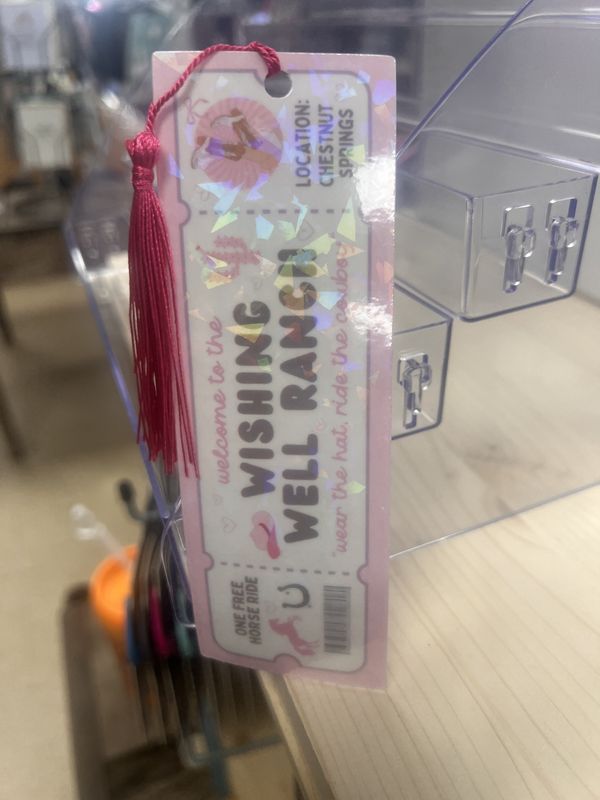 LOCATION:
CHESTNUT
SPRINGS
welcome to the
WISHING
WELL RANCH
wear the hat, ride the cowboy
ONE FREE
HORSE RIDE